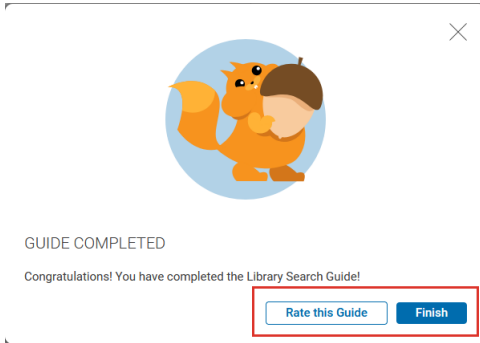 GUIDE COMPLETED
Congratulations! You have completed the Library Search Guide!
Rate this Guide
Finish